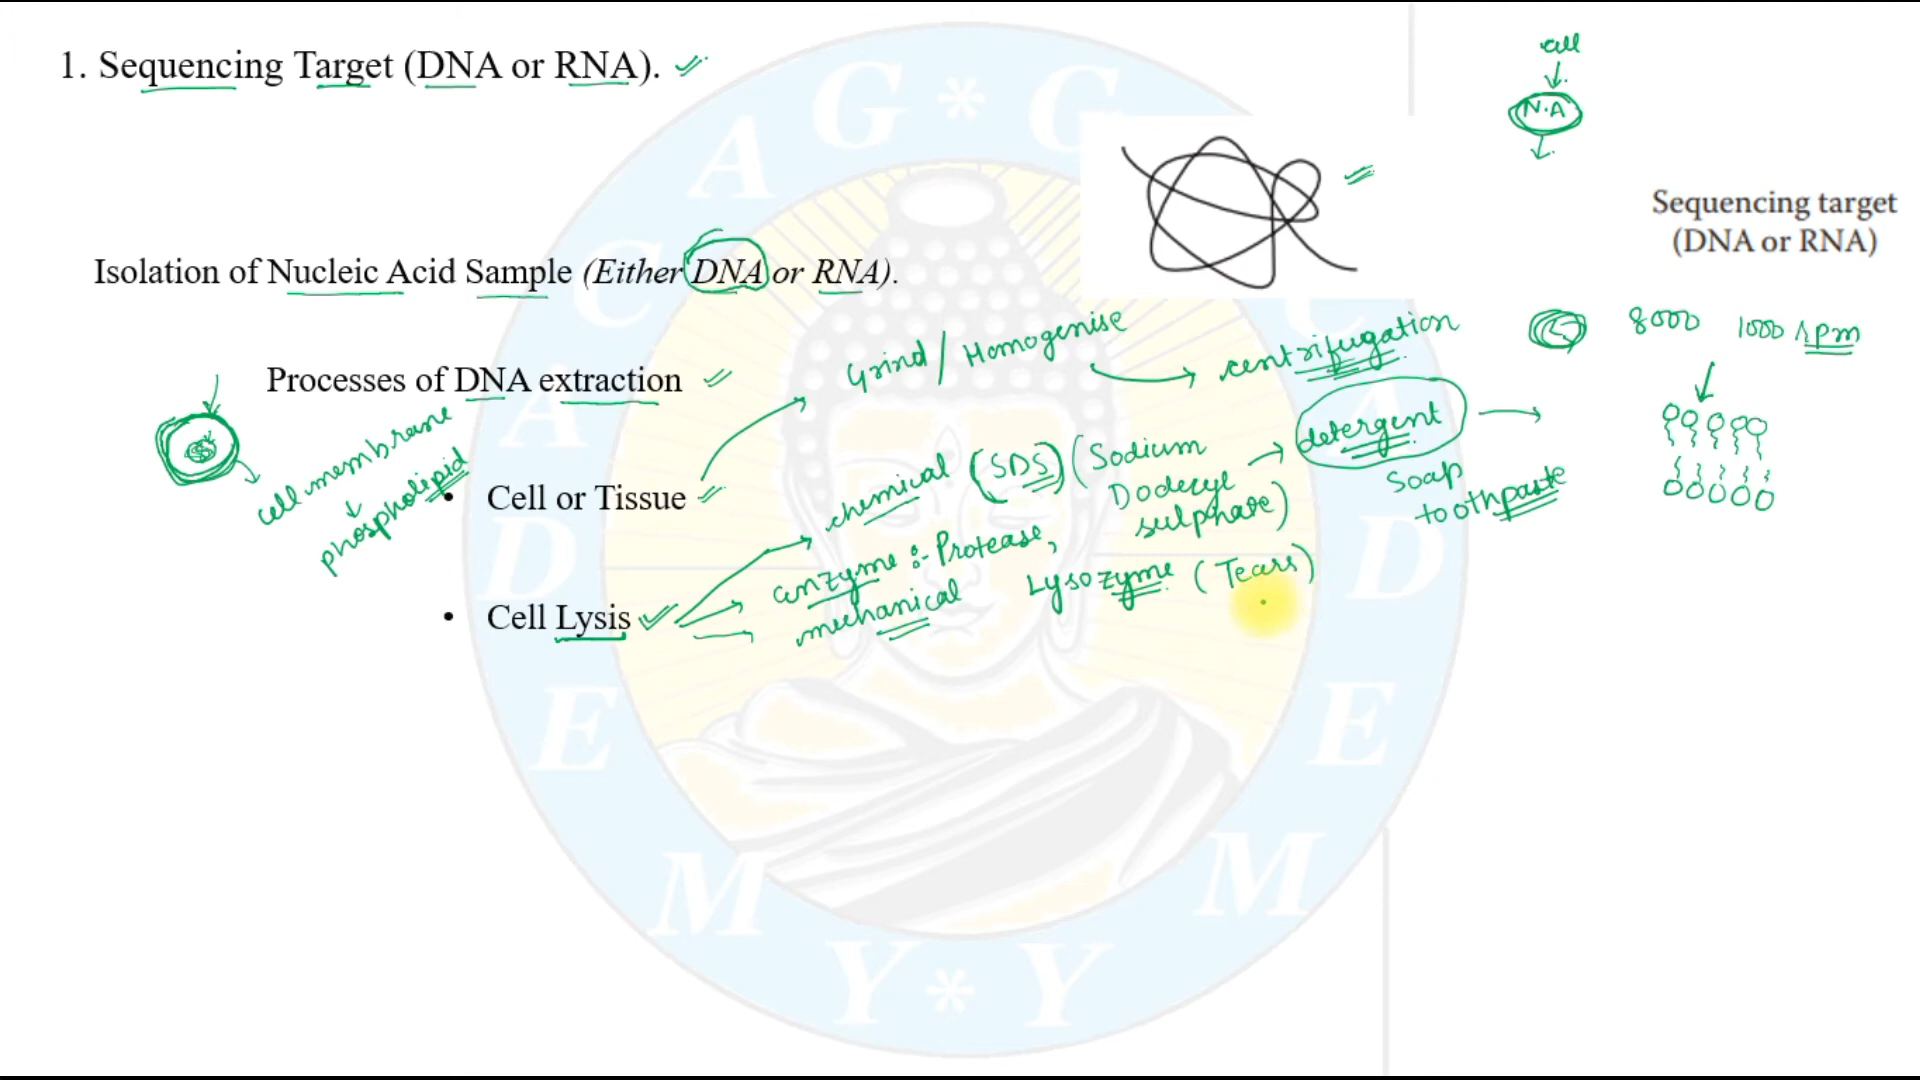 1. Sequencing Target (DNA or RNA).
cell
N.A
Sequencing target
(DNA or RNA)
Isolation of Nucleic Acid Sample (Either DNA or RNA).
Processes of DNA extraction
Grind / Homogenise
centrifugation
8000 1000 rpm
cell membrane
phospholipid
• Cell or Tissue
chemical (SDS) (Sodium
Dodecyl
sulphate)
detergent
Soap
toothpaste
• Cell Lysis
enzyme :- Protease,
Lysozyme (Tears)
mechanical
A G * C
C C
A A
D D
E E
M M
Y * Y